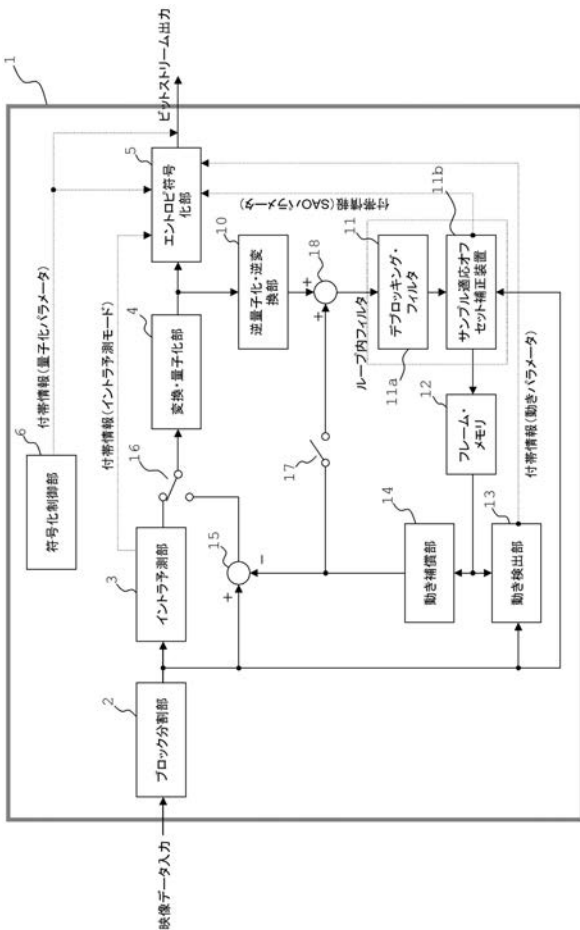 1
映像データ入力
2
ブロック分割部
3
イントラ予測部
6
符号化制御部
付帯情報(量子化パラメータ)
付帯情報(イントラ予測モード)
16
4
変換・量子化部
5
エントロピ符号
化部
ビットストリーム出力
付帯情報(SAOパラメータ)
10
逆量子化・逆変
換部
15
+
−
17
18
+
+
ループ内フィルタ
11
デブロッキング・
フィルタ
11a
11b
サンプル適応オフ
セット補正装置
12
フレーム・
メモリ
14
動き補償部
13
動き検出部
付帯情報(動きパラメータ)